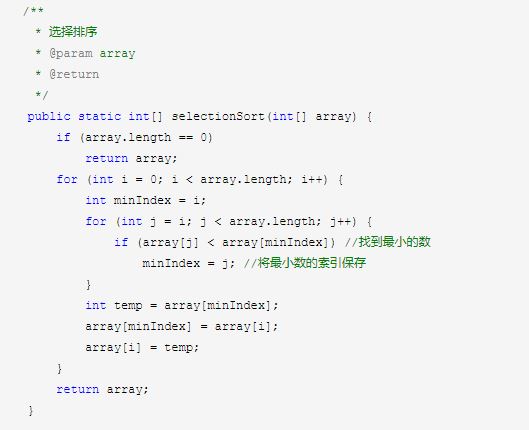 /**
 * 选择排序
 * @param array
 * @return
 */
public static int[] selectionSort(int[] array) {
    if (array.length == 0)
        return array;
    for (int i = 0; i < array.length; i++) {
        int minIndex = i;
        for (int j = i; j < array.length; j++) {
            if (array[j] < array[minIndex]) //找到最小的数
                minIndex = j; //将最小数的索引保存
        }
        int temp = array[minIndex];
        array[minIndex] = array[i];
        array[i] = temp;
    }
    return array;
}